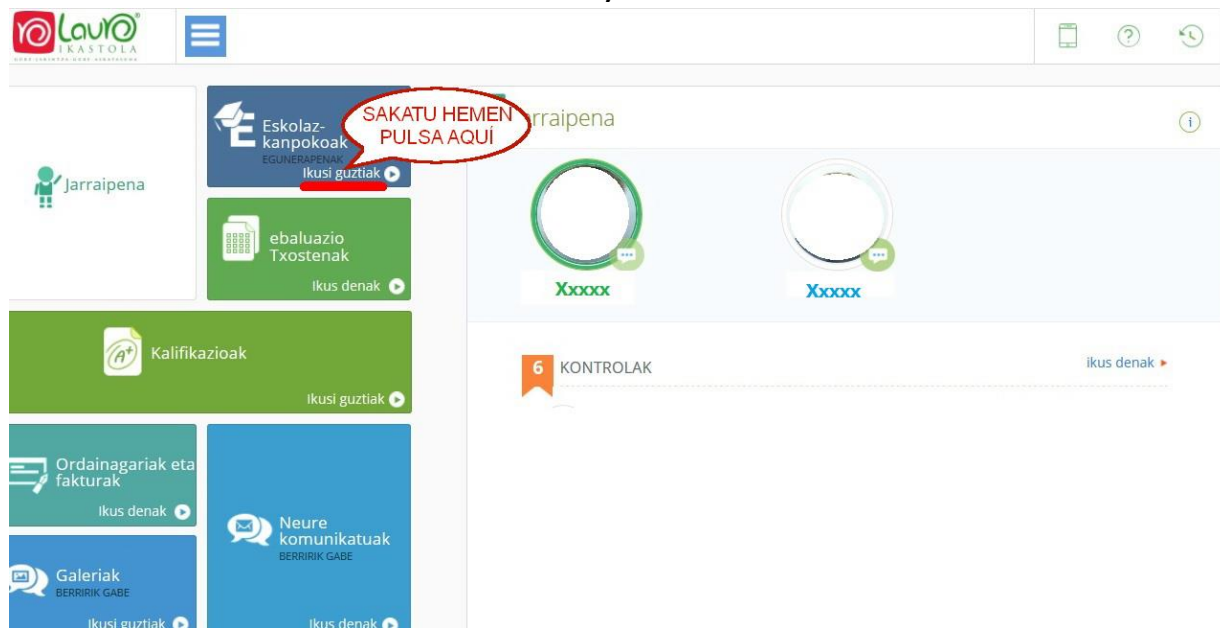 Lauro
IKASTOLA
SAKATU HEMEN
PULSA AQUÍ
Jarraipena
Eskolaz-
kanpokoak
EGUNERAPENAK
Ikusi guztiak
ebaluazio
Txostenak
Ikus denak
Kalifikazioak
Ikusi guztiak
Ordainagariak eta
fakturak
Ikus denak
Neure
komunikatuak
BERRIRIK GABE
Ikus denak
Galeriak
BERRIRIK GABE
Ikusi guztiak
rraipena
Xxxxx
Xxxxx
6 KONTROLAK
ikus denak